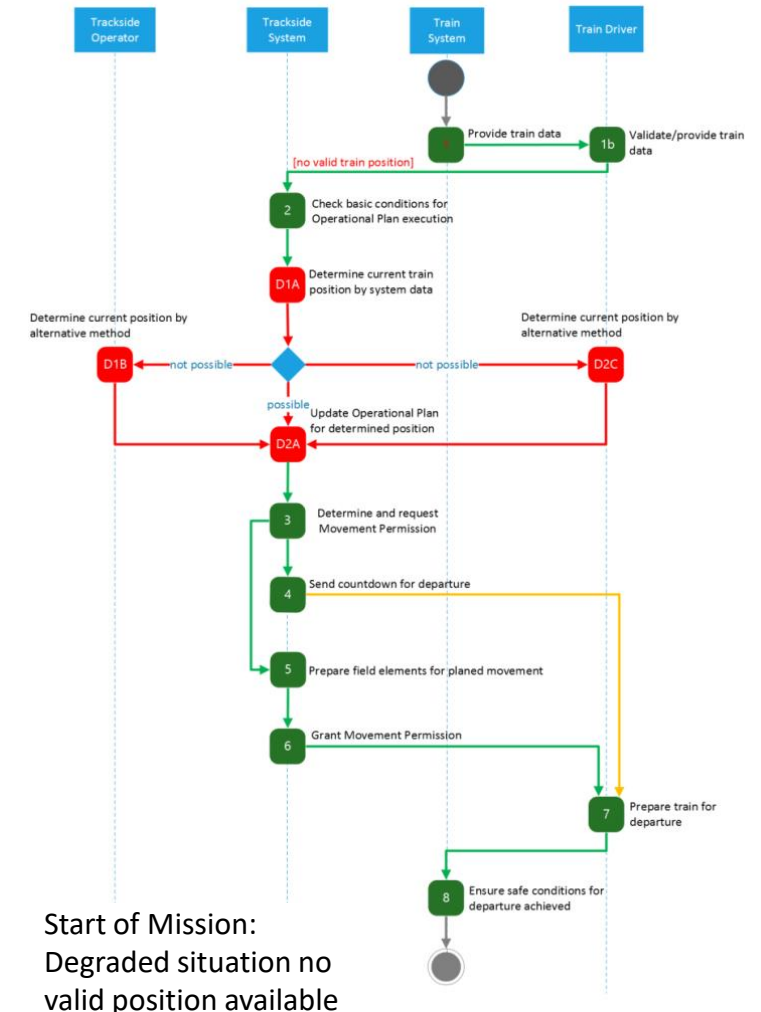 Trackside
Operator
Trackside
System
Train
System
Train Driver
Provide train data
1b
Validate/provide train
data
[no valid train position]
2
Check basic conditions for
Operational Plan execution
D1A
Determine current train
position by system data
Determine current position by
alternative method
Determine current position by
alternative method
D1B
not possible
not possible
D2C
possible
Update Operational Plan
for determined position
D2A
3
Determine and request
Movement Permission
4
Send countdown for departure
5
Prepare field elements for planed movement
6
Grant Movement Permission
7
Prepare train for
departure
8
Ensure safe conditions for
departure achieved
Start of Mission:
Degraded situation no
valid position available